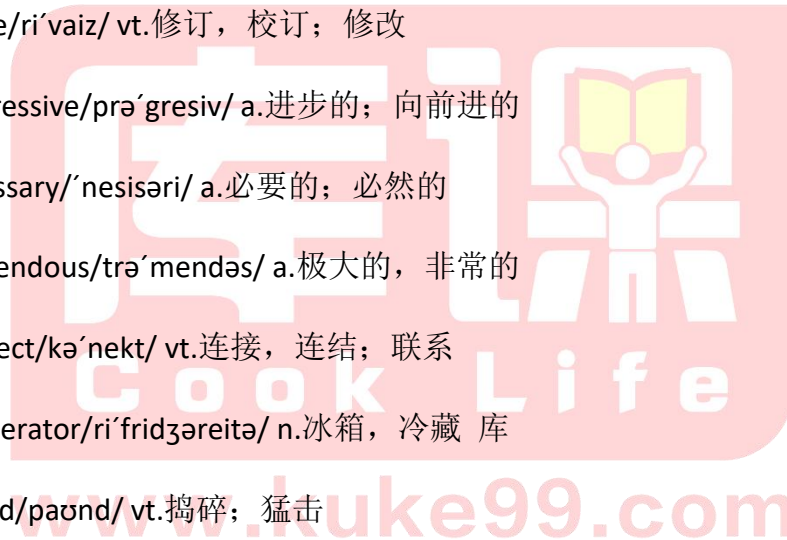 e/ri´vaiz/ vt.修订，校订；修改
ressive/prə´gresiv/ a.进步的；向前进的
ssary/´nesisəri/ a.必要的；必然的
endous/trə´mendəs/ a.极大的，非常的
ect/kə´nekt/ vt.连接，连结；联系
erator/ri´fridʒəreitə/ n.冰箱，冷藏 库
d/paʊnd/ vt.捣碎；猛击
库课
Cook Life
www.kuke99.com